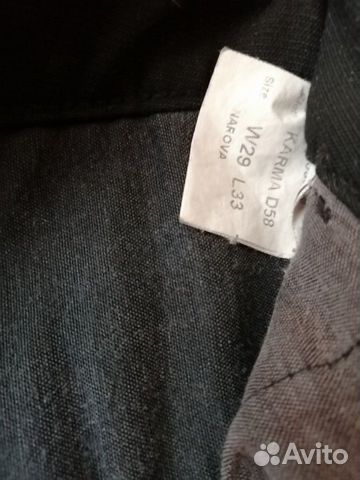 KARMA D58
Size
W29 L33
NAROVA
Avito